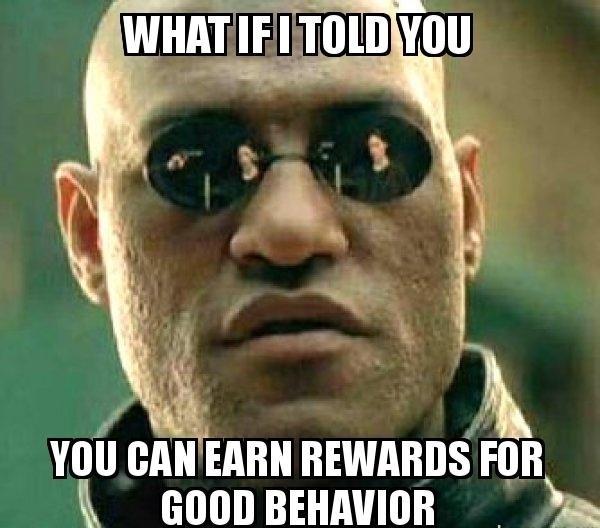 WHAT IF I TOLD YOU
YOU CAN EARN REWARDS FOR
GOOD BEHAVIOR